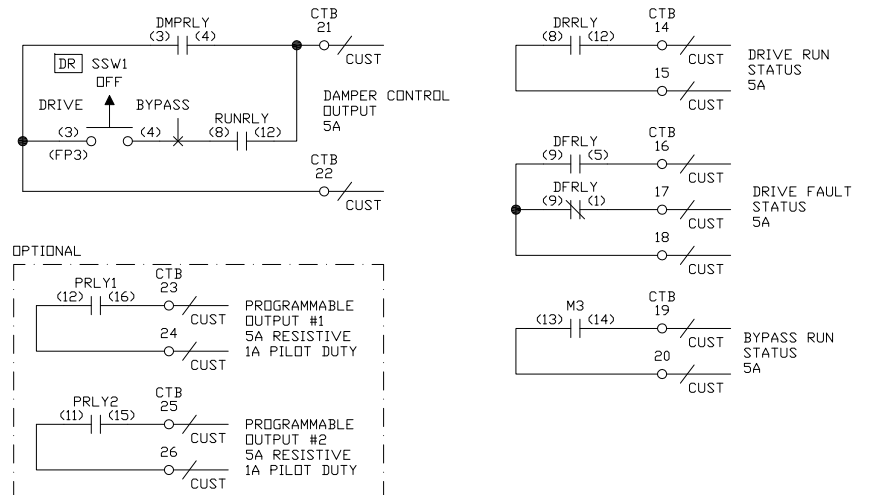 DMPRLY
(3) (4)
CTB
21
CUST
DR SSW1
OFF
DRIVE BYPASS
(3) (4)
(FP3)
RUNRLY
(8) (12)
DAMPER CONTROL
OUTPUT
5A
CTB
22
CUST
OPTIONAL
PRLY1
(12) (16)
CTB
23
CUST
24
CUST
PROGRAMMABLE
OUTPUT #1
5A RESISTIVE
1A PILOT DUTY
PRLY2
(11) (15)
CTB
25
CUST
26
CUST
PROGRAMMABLE
OUTPUT #2
5A RESISTIVE
1A PILOT DUTY
DRRLY
(8) (12)
CTB
14
CUST
15
CUST
DRIVE RUN
STATUS
5A
DFRLY
(9) (5)
CTB
16
CUST
DFRLY
(9) (1)
17
CUST
18
CUST
DRIVE FAULT
STATUS
5A
M3
(13) (14)
CTB
19
CUST
20
CUST
BYPASS RUN
STATUS
5A